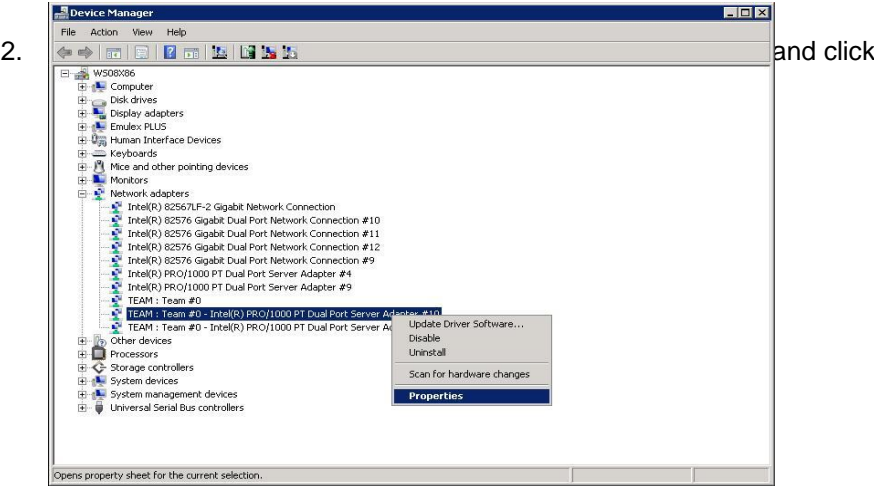 Device Manager
File Action View Help
2.
and click
WS08X86
Computer
Disk drives
Display adapters
Emulex PLUS
Human Interface Devices
Keyboards
Mice and other pointing devices
Monitors
Network adapters
Intel(R) 82567LF-2 Gigabit Network Connection
Intel(R) 82576 Gigabit Dual Port Network Connection #10
Intel(R) 82576 Gigabit Dual Port Network Connection #11
Intel(R) 82576 Gigabit Dual Port Network Connection #12
Intel(R) 82576 Gigabit Dual Port Network Connection #9
Intel(R) PRO/1000 PT Dual Port Server Adapter #4
Intel(R) PRO/1000 PT Dual Port Server Adapter #9
TEAM : Team #0
TEAM : Team #0 - Intel(R) PRO/1000 PT Dual Port Server Adapter #10
TEAM : Team #0 - Intel(R) PRO/1000 PT Dual Port Server
Update Driver Software...
Disable
Uninstall
Scan for hardware changes
Properties
Other devices
Processors
Storage controllers
System devices
System management devices
Universal Serial Bus controllers
Opens property sheet for the current selection.